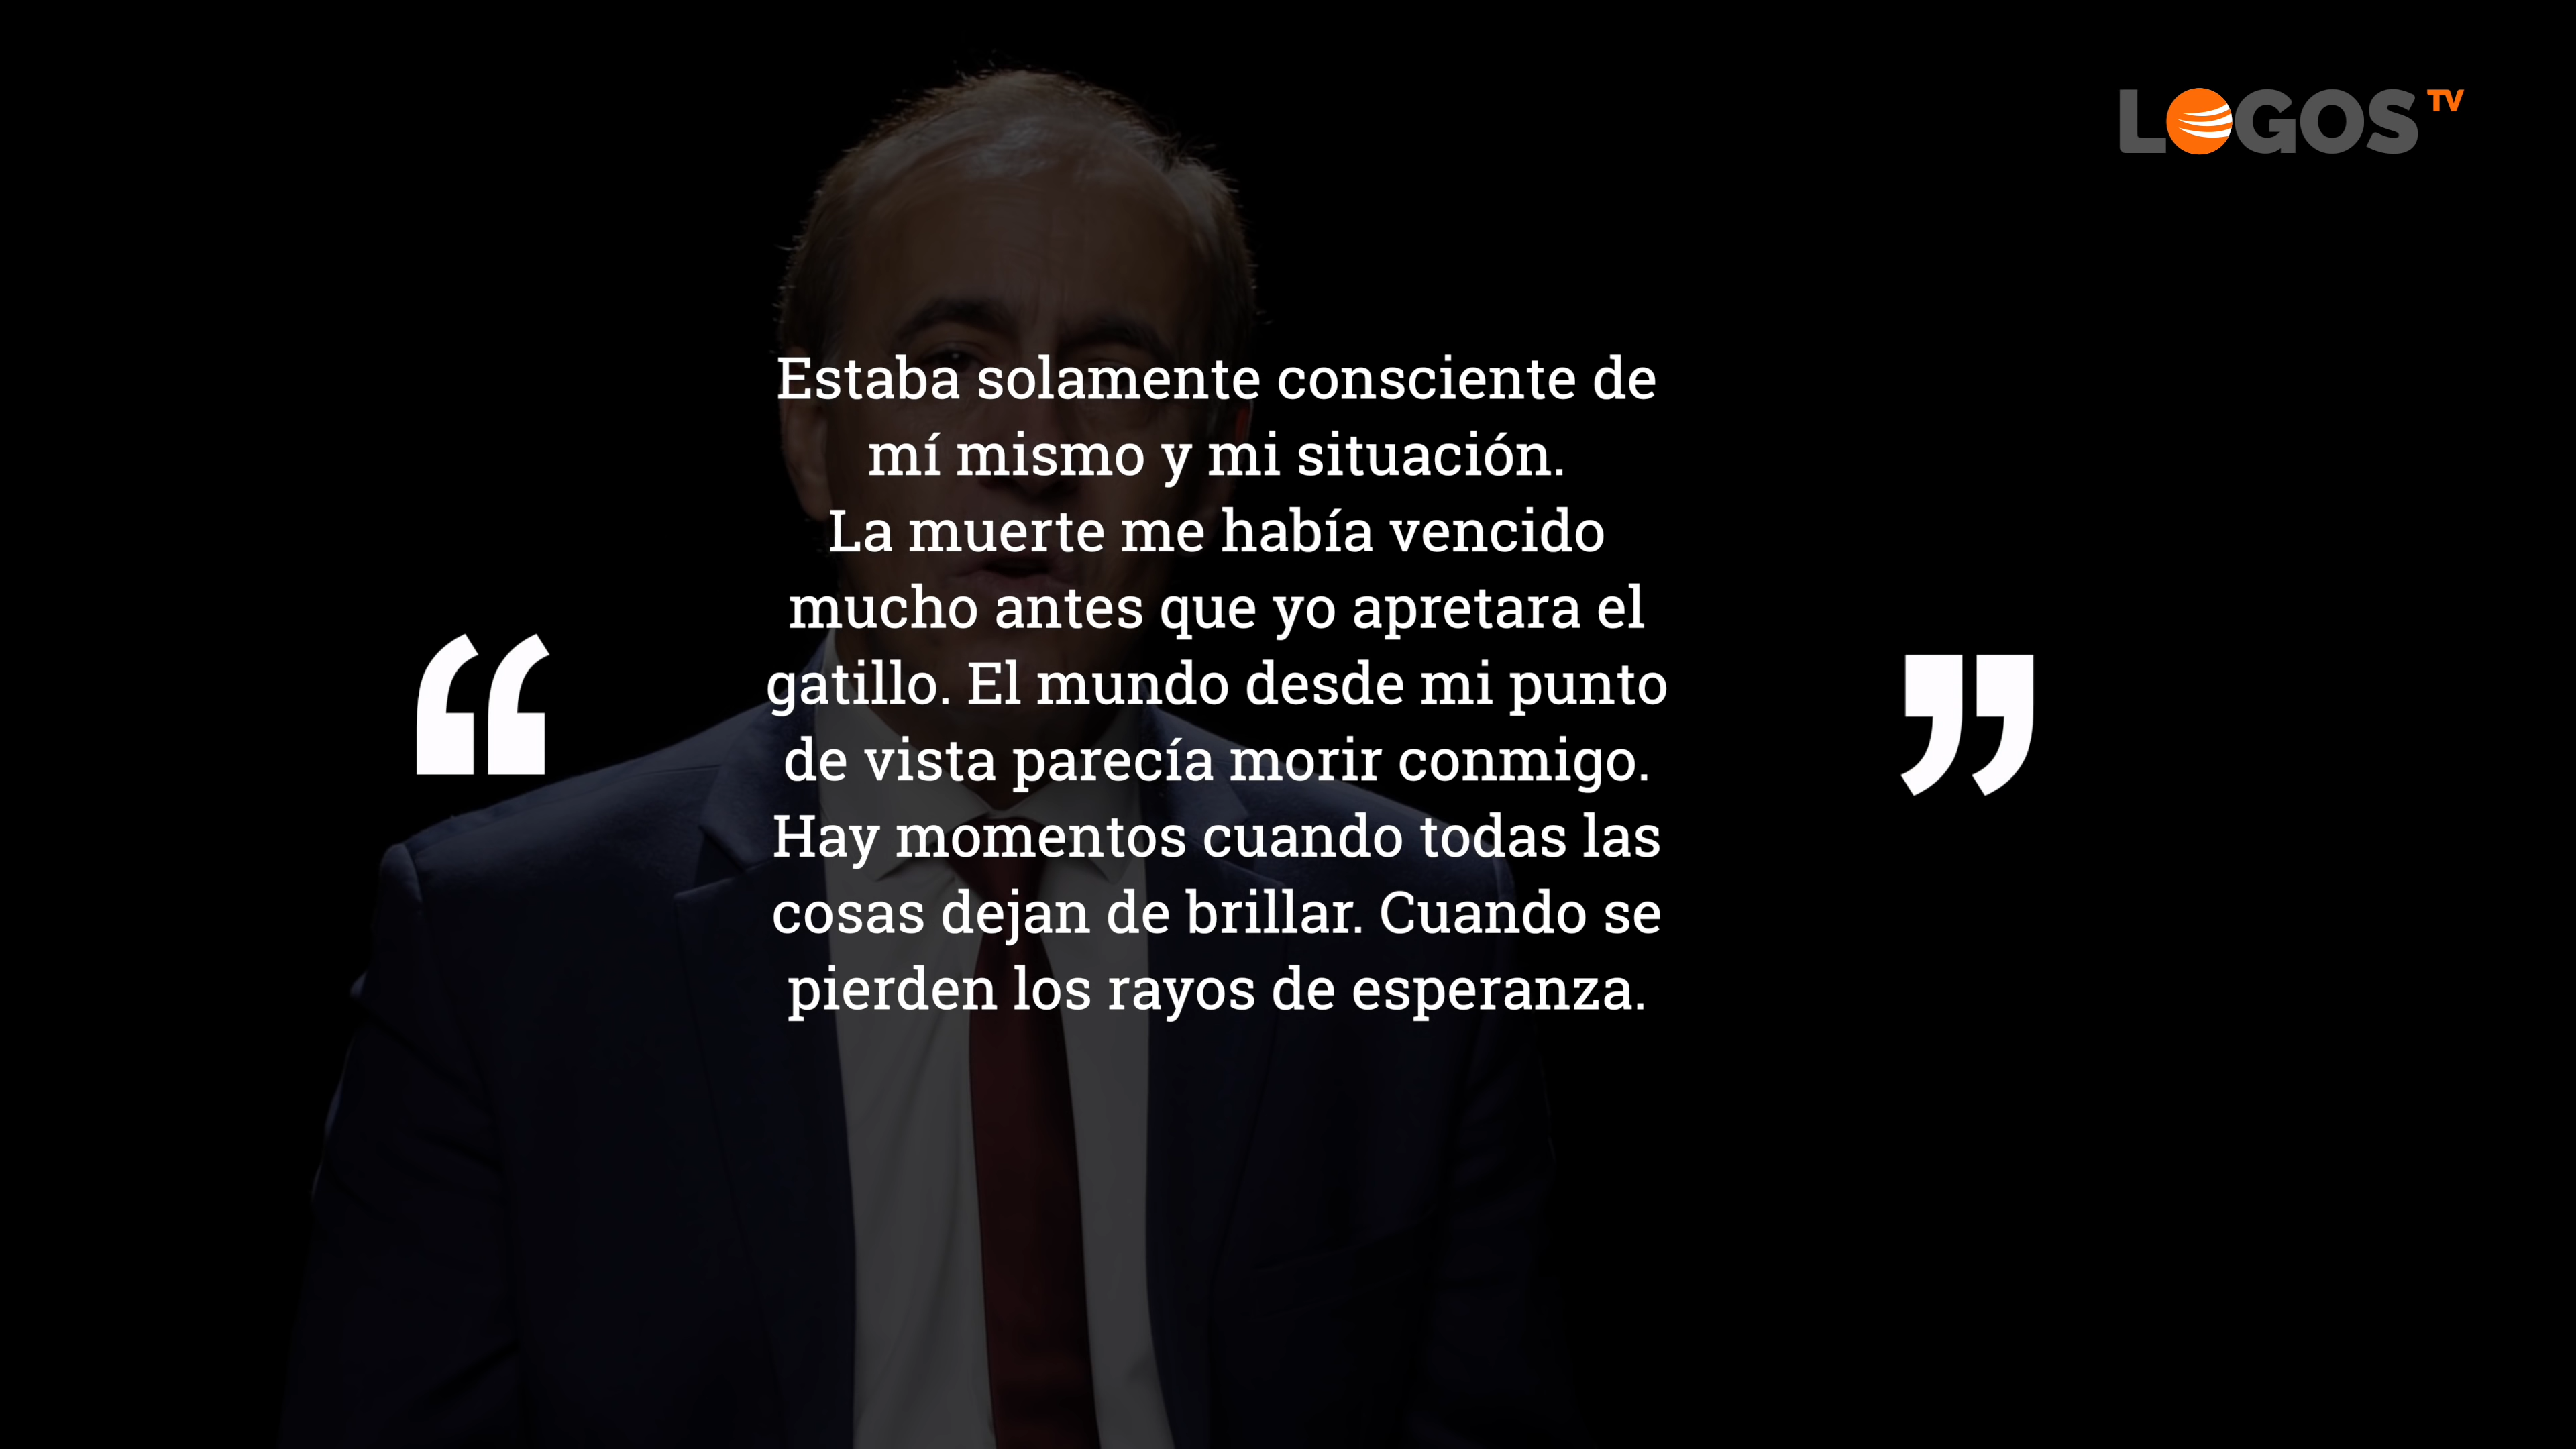 LOGOS TV
“
Estaba solamente consciente de
mí mismo y mi situación.
La muerte me había vencido
mucho antes que yo apretara el
gatillo. El mundo desde mi punto
de vista parecía morir conmigo.
Hay momentos cuando todas las
cosas dejan de brillar. Cuando se
pierden los rayos de esperanza.
”